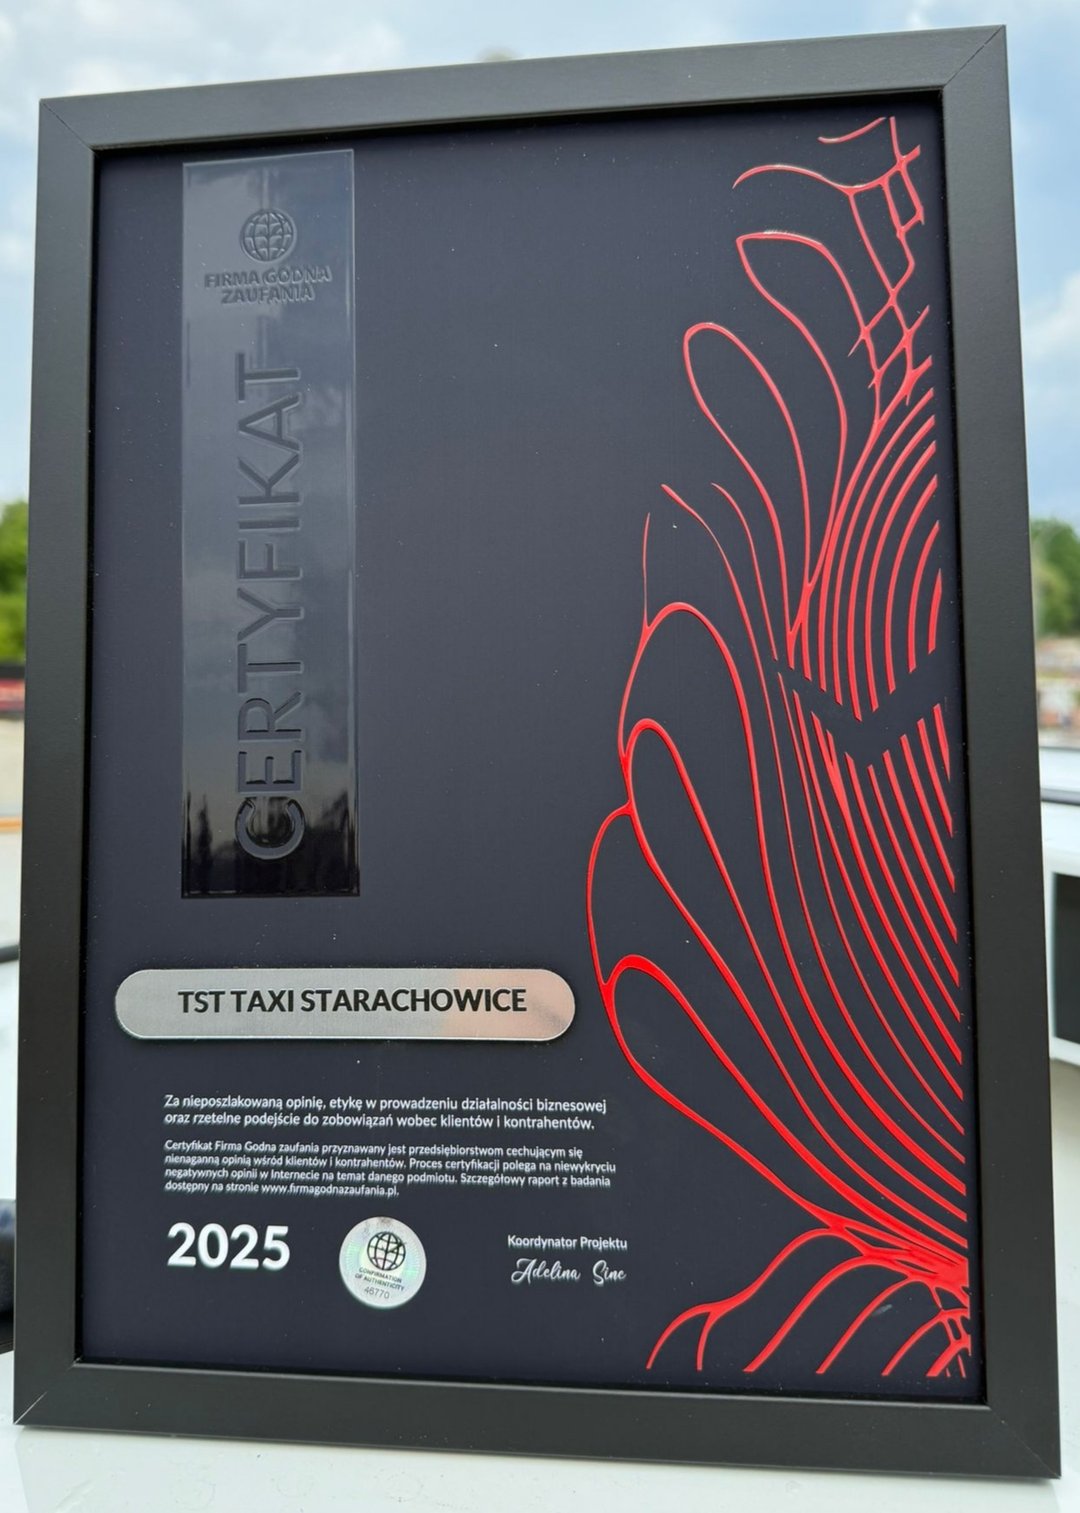 FIRMA GODNA
ZAUFANIA
CERTYFIKAT
TST TAXI STARACHOWICE
Za nieposzlakowaną opinię, etykę w prowadzeniu działalności biznesowej
oraz rzetelne podejście do zobowiązań wobec klientów i kontrahentów.
Certyfikat Firma Godna zaufania przyznawany jest przedsiębiorstwom cechującym się
nienaganną opinią wśród klientów i kontrahentów. Proces certyfikacji polega na niewykryciu
negatywnych opinii w Internecie na temat danego podmiotu. Szczegółowy raport z badania
dostępny na stronie www.firmagodnazaufania.pl.
2025
CONFIRMATION
OF AUTHENTICITY
46770
Koordynator Projektu
Adelina Sinc